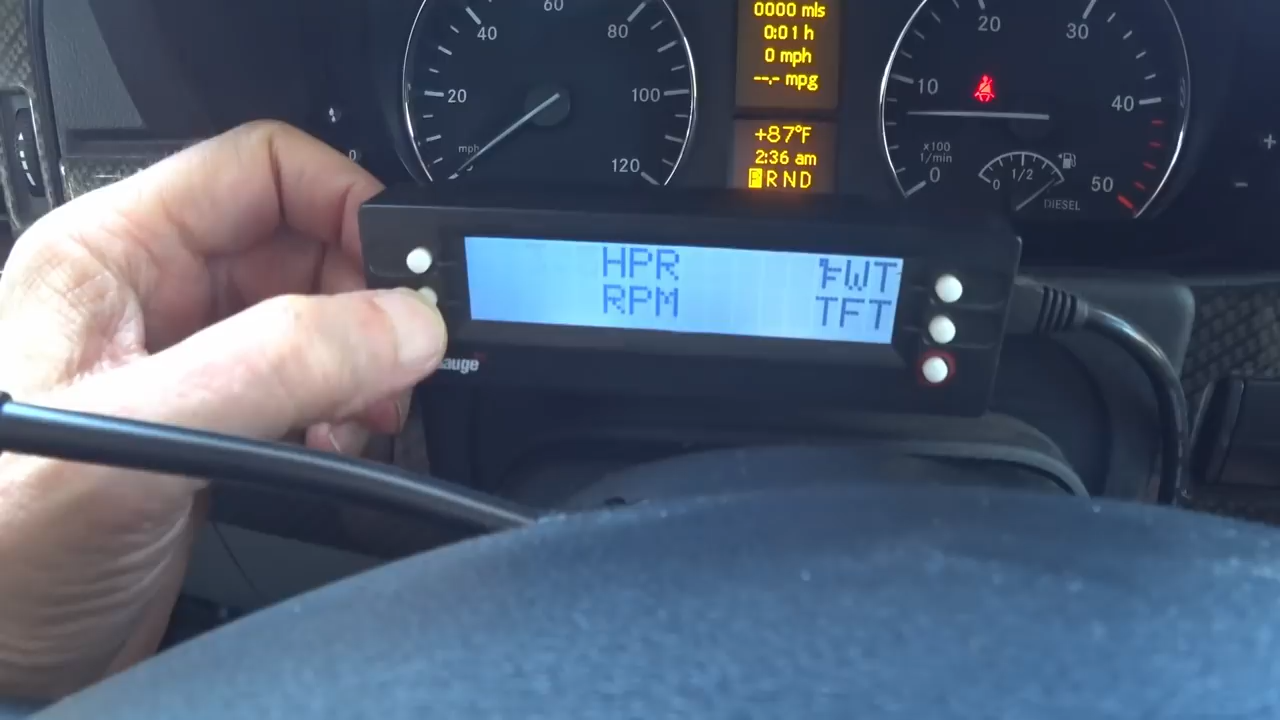 60
40
80
20
100
mph
120
0
0000 mls
0:01 h
0 mph
--.- mpg
+87°F
2:36 am
PRND
20
30
10
40
x100
1/min
0
50
0
1/2
DIESEL
HPR
FWT
RPM
TFT
+
-